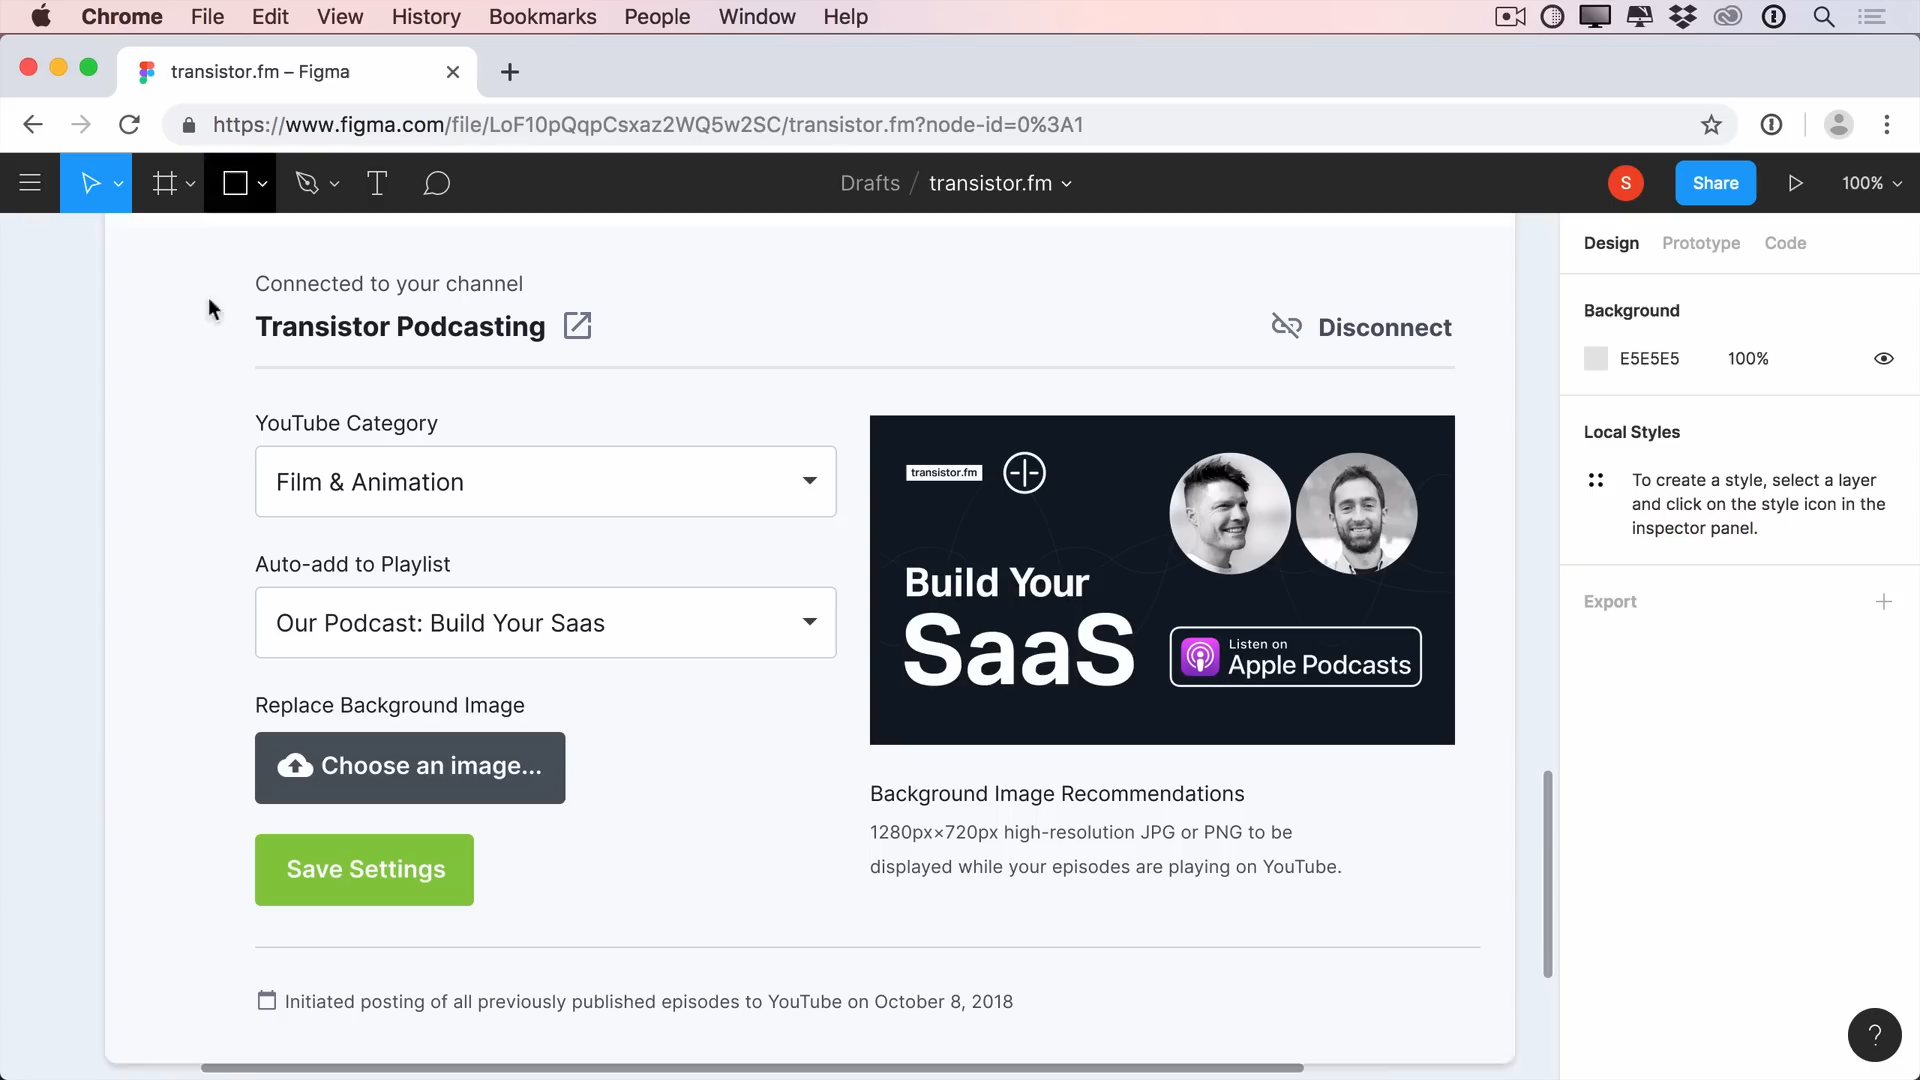 Chrome File Edit View History Bookmarks People Window Help
transistor.fm – Figma
https://www.figma.com/file/LoF10pQqpCsxaz2WQ5w2SC/transistor.fm?node-id=0%3A1
Drafts / transistor.fm
S
Share
100%
Design Prototype Code
Background
E5E5E5 100%
Local Styles
To create a style, select a layer
and click on the style icon in the
inspector panel.
Export
Connected to your channel
Transistor Podcasting
Disconnect
YouTube Category
Film & Animation
Auto-add to Playlist
Our Podcast: Build Your Saas
Replace Background Image
Choose an image...
Save Settings
transistor.fm
Build Your
SaaS
Listen on
Apple Podcasts
Background Image Recommendations
1280px×720px high-resolution JPG or PNG to be
displayed while your episodes are playing on YouTube.
Initiated posting of all previously published episodes to YouTube on October 8, 2018
?